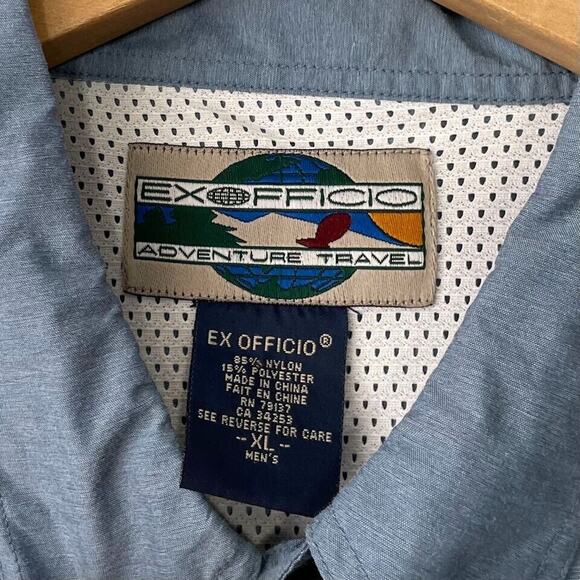 EXOFFICIO
ADVENTURE TRAVEL
EX OFFICIO®
85% NYLON
15% POLYESTER
MADE IN CHINA
FAIT EN CHINE
RN 79137
CA 34253
SEE REVERSE FOR CARE
-- XL --
MEN'S